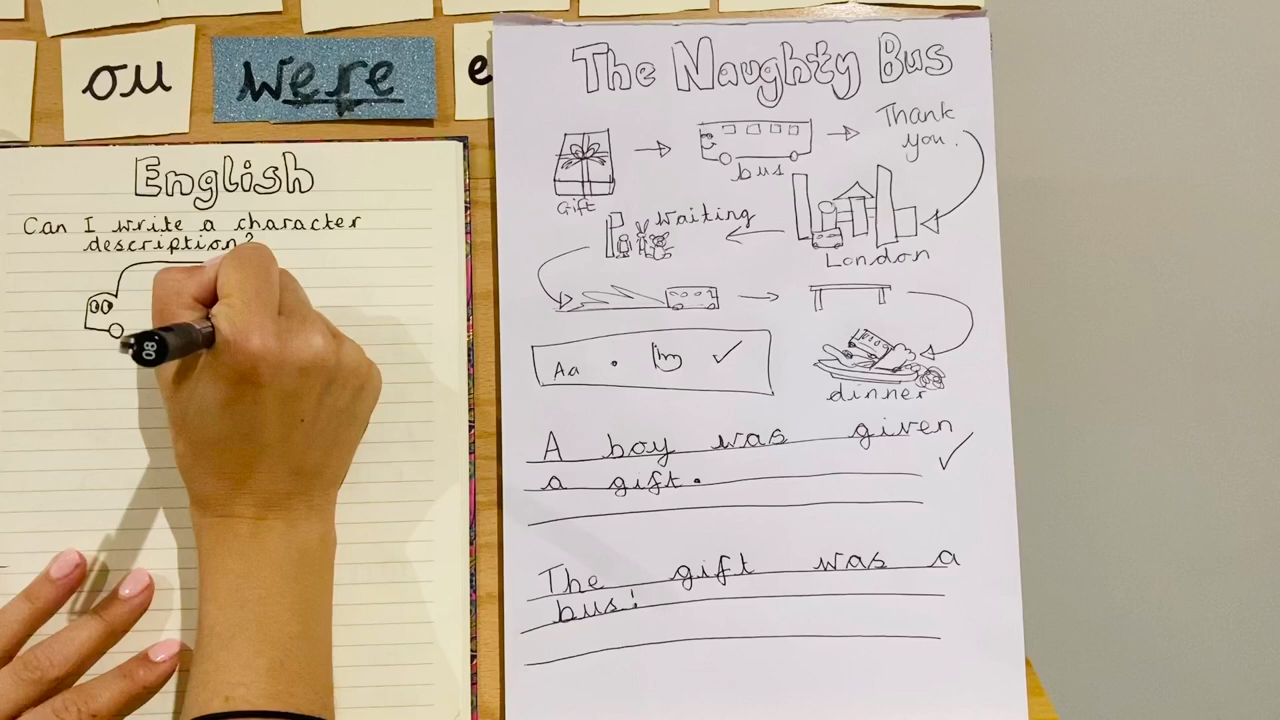 ou
were
e
English
Can I write a character
description?
08
The Naughty Bus
Thank
you.
bus
Gift
waiting
London
Aa .
dinner
A boy was given
a gift.
The gift was a
bus!